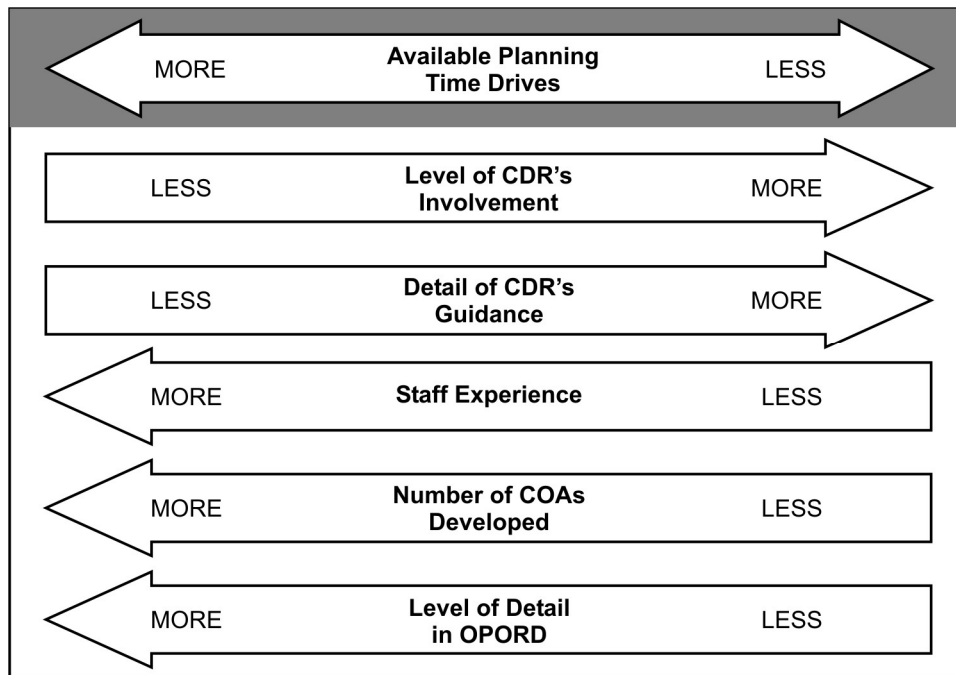 MORE
Available Planning
Time Drives
LESS
LESS
Level of CDR's
Involvement
MORE
LESS
Detail of CDR's
Guidance
MORE
MORE
Staff Experience
LESS
MORE
Number of COAs
Developed
LESS
MORE
Level of Detail
in OPORD
LESS